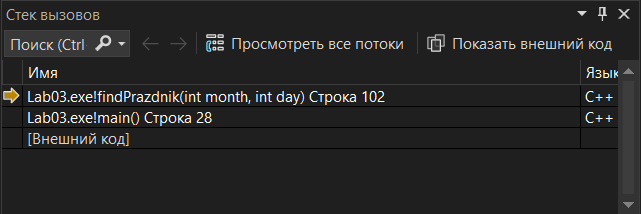 Стек вызовов
Поиск (Ctrl Просмотреть все потоки Показать внешний код
Имя Язык
Lab03.exe!findPrazdnik(int month, int day) Строка 102 C++
Lab03.exe!main() Строка 28 C++
[Внешний код]